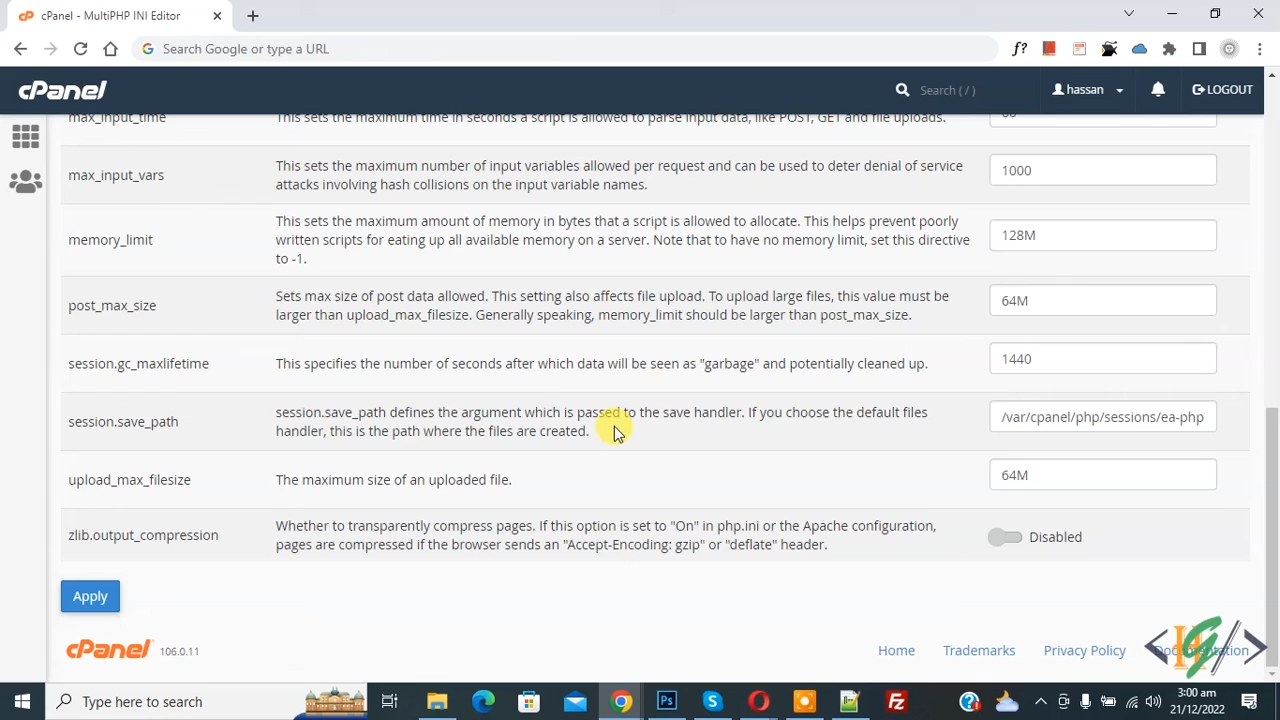 cPanel - MultiPHP INI Editor
Search Google or type a URL
f?
cPanel
Search ( / )
hassan
LOGOUT
max_input_time
This sets the maximum time in seconds a script is allowed to parse input data, like POST, GET and file uploads.
60
max_input_vars
This sets the maximum number of input variables allowed per request and can be used to deter denial of service
attacks involving hash collisions on the input variable names.
1000
memory_limit
This sets the maximum amount of memory in bytes that a script is allowed to allocate. This helps prevent poorly
written scripts for eating up all available memory on a server. Note that to have no memory limit, set this directive
to -1.
128M
post_max_size
Sets max size of post data allowed. This setting also affects file upload. To upload large files, this value must be
larger than upload_max_filesize. Generally speaking, memory_limit should be larger than post_max_size.
64M
session.gc_maxlifetime
This specifies the number of seconds after which data will be seen as "garbage" and potentially cleaned up.
1440
session.save_path
session.save_path defines the argument which is passed to the save handler. If you choose the default files
handler, this is the path where the files are created.
/var/cpanel/php/sessions/ea-php
upload_max_filesize
The maximum size of an uploaded file.
64M
zlib.output_compression
Whether to transparently compress pages. If this option is set to "On" in php.ini or the Apache configuration,
pages are compressed if the browser sends an "Accept-Encoding: gzip" or "deflate" header.
Disabled
Apply
cPanel 106.0.11
Home
Trademarks
Privacy Policy
Documentation
Type here to search
3:00 am
21/12/2022